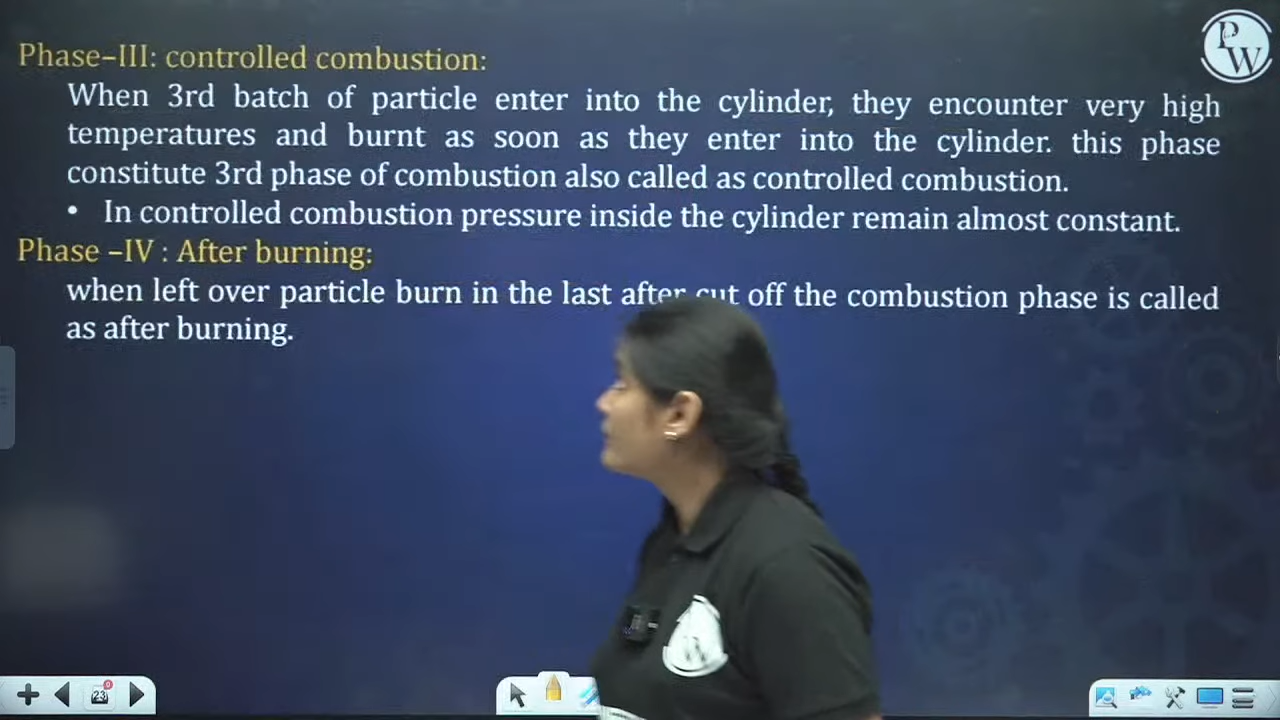 Phase–III: controlled combustion:
When 3rd batch of particle enter into the cylinder, they encounter very high
temperatures and burnt as soon as they enter into the cylinder. this phase
constitute 3rd phase of combustion also called as controlled combustion.
• In controlled combustion pressure inside the cylinder remain almost constant.
Phase –IV : After burning:
when left over particle burn in the last after cut off the combustion phase is called
as after burning.
PW
23